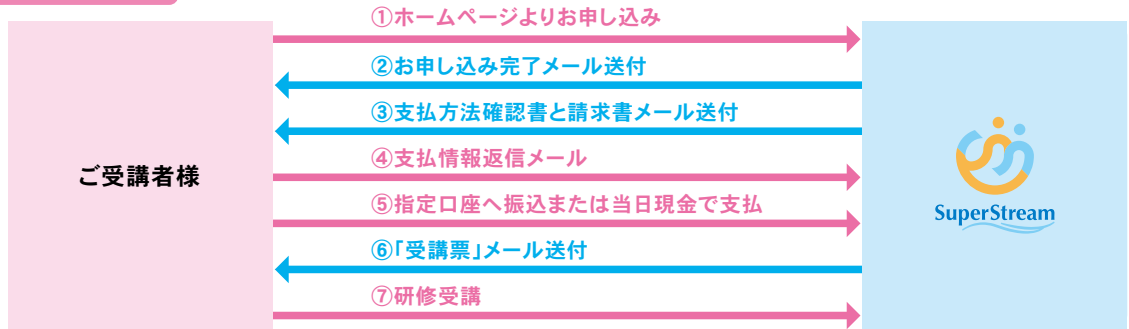 ①ホームページよりお申し込み
②お申し込み完了メール送付
③支払方法確認書と請求書メール送付
④支払情報返信メール
⑤指定口座へ振込または当日現金で支払
⑥「受講票」メール送付
⑦研修受講
ご受講者様
SuperStream